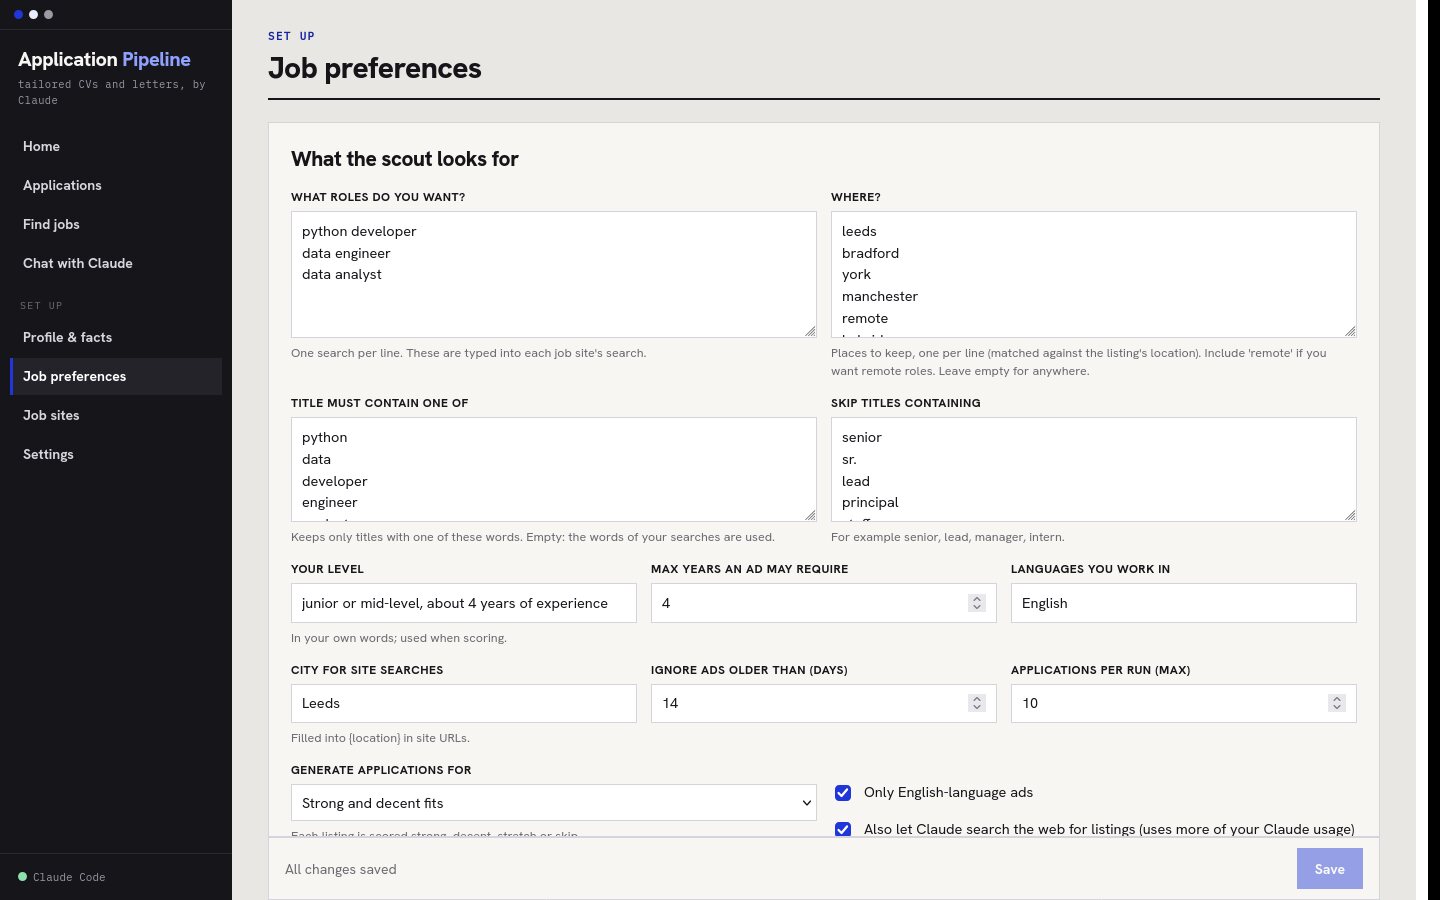 Application Pipeline
tailored CVs and letters, by
Claude
Home
Applications
Find jobs
Chat with Claude
SET UP
Profile & facts
Job preferences
Job sites
Settings
Claude Code
SET UP
Job preferences
What the scout looks for
WHAT ROLES DO YOU WANT?
python developer
data engineer
data analyst
One search per line. These are typed into each job site's search.
WHERE?
leeds
bradford
york
manchester
remote
Places to keep, one per line (matched against the listing's location). Include 'remote' if you
want remote roles. Leave empty for anywhere.
TITLE MUST CONTAIN ONE OF
python
data
developer
engineer
Keeps only titles with one of these words. Empty: the words of your searches are used.
SKIP TITLES CONTAINING
senior
sr.
lead
principal
For example senior, lead, manager, intern.
YOUR LEVEL
junior or mid-level, about 4 years of experience
In your own words; used when scoring.
MAX YEARS AN AD MAY REQUIRE
4
LANGUAGES YOU WORK IN
English
CITY FOR SITE SEARCHES
Leeds
Filled into {location} in site URLs.
IGNORE ADS OLDER THAN (DAYS)
14
APPLICATIONS PER RUN (MAX)
10
GENERATE APPLICATIONS FOR
Strong and decent fits
Each listing is scored strong, decent, stretch or skip.
Only English-language ads
Also let Claude search the web for listings (uses more of your Claude usage)
All changes saved
Save